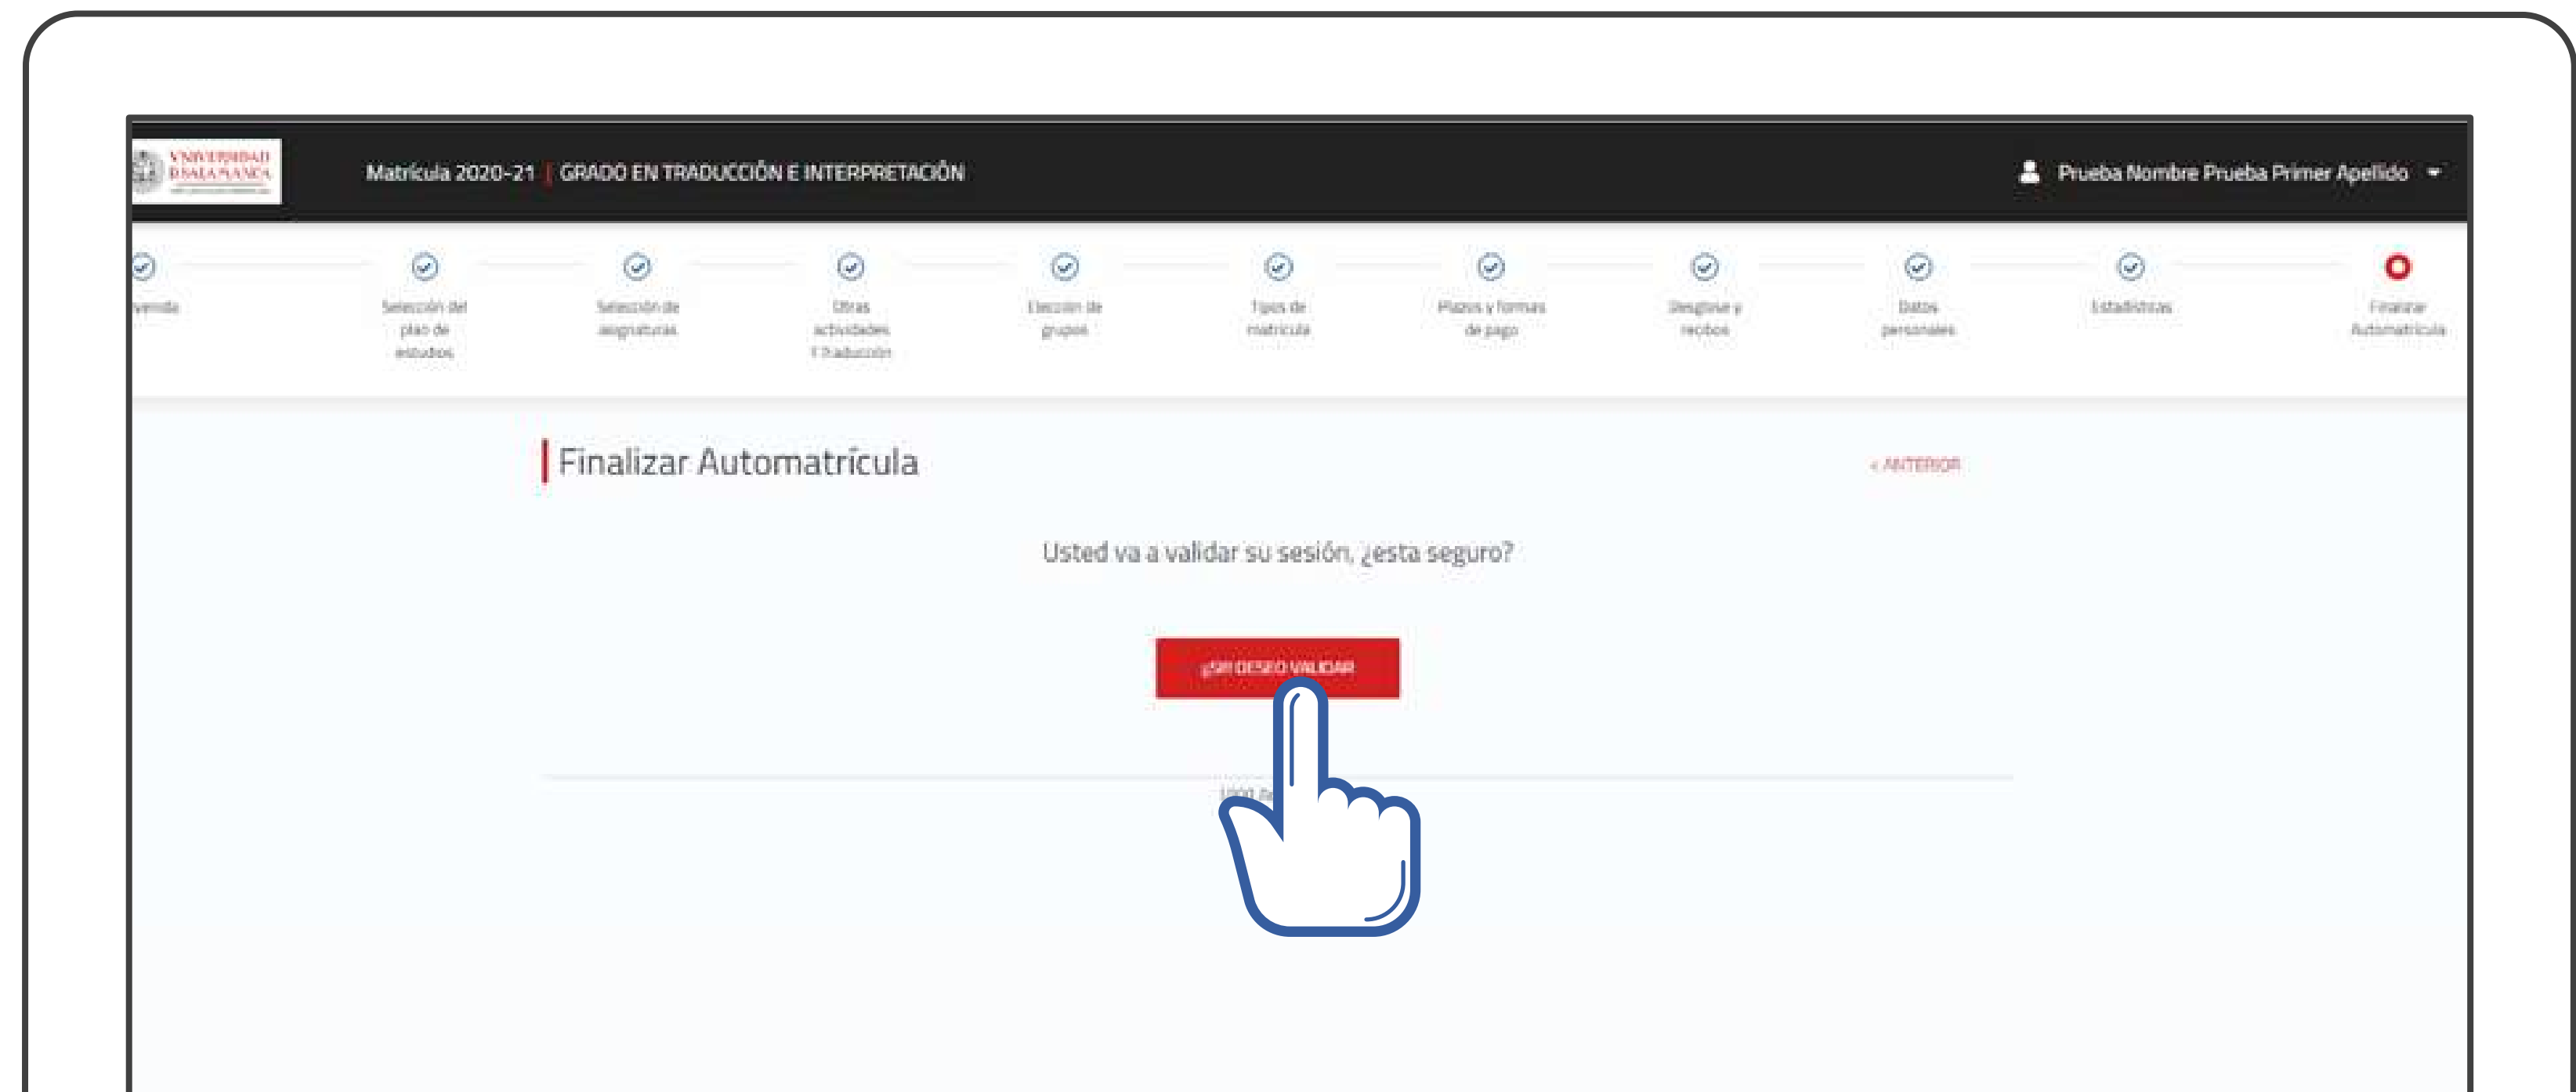 VNIVERSIDAD
D SALAMANCA
Matrícula 2020-21 | GRADO EN TRADUCCIÓN E INTERPRETACIÓN
Prueba Nombre Prueba Primer Apellido
Selección del
plan de
estudios
Selección de
asignaturas
Otras
actividades
Elección de
grupos
Tipos de
matrícula
Plazos y formas
de pago
Desglose y
recibos
Datos
personales
Estadísticas
Finalizar
Automatrícula
Finalizar Automatrícula
< ANTERIOR
Usted va a validar su sesión, ¿esta seguro?
DESEO VALIDAR